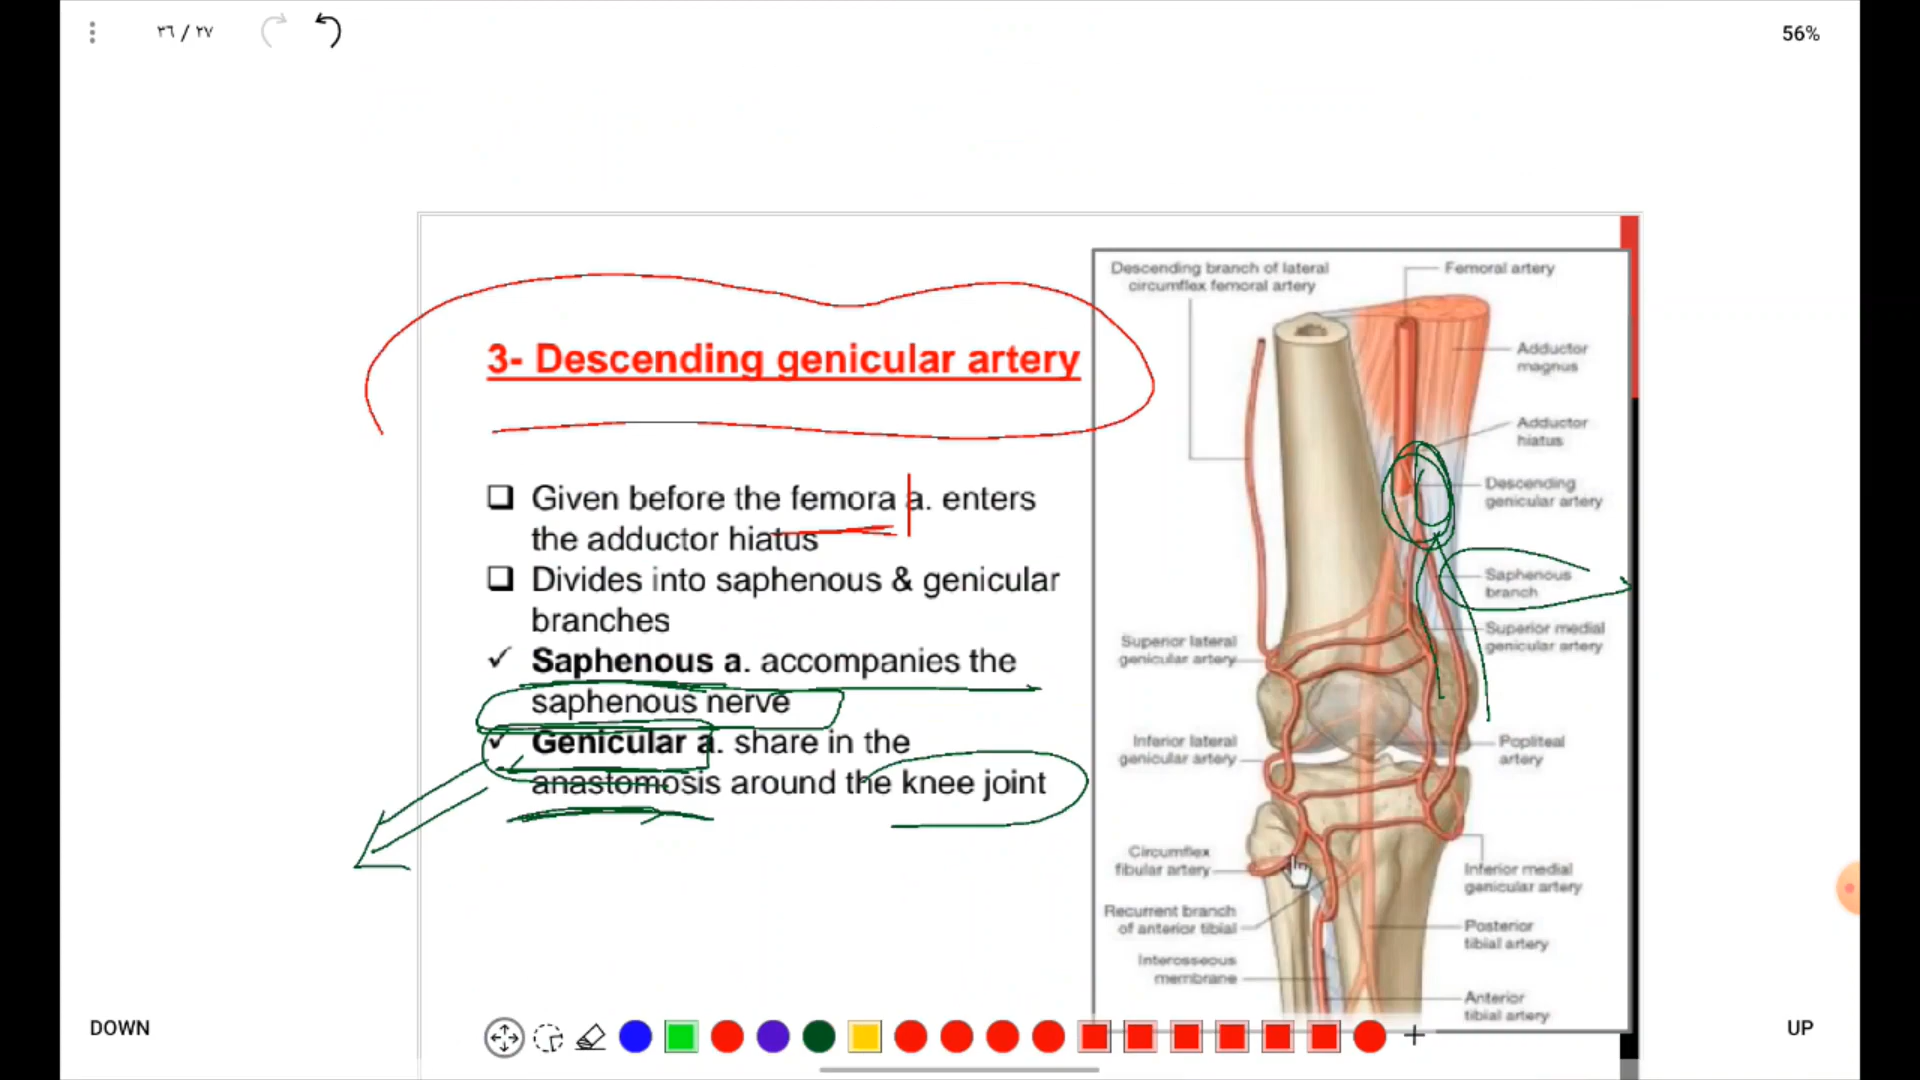 ٣٦ / ٢٧
56%
3- Descending genicular artery
Given before the femora a. enters
the adductor hiatus
Divides into saphenous & genicular
branches
Saphenous a. accompanies the
saphenous nerve
Genicular a. share in the
anastomosis around the knee joint
Descending branch of lateral
circumflex femoral artery
Femoral artery
Adductor
magnus
Adductor
hiatus
Descending
genicular artery
Saphenous
branch
Superior medial
genicular artery
Superior lateral
genicular artery
Inferior lateral
genicular artery
Popliteal
artery
Circumflex
fibular artery
Inferior medial
genicular artery
Recurrent branch
of anterior tibial
Posterior
tibial artery
Interosseous
membrane
Anterior
tibial artery
DOWN
UP